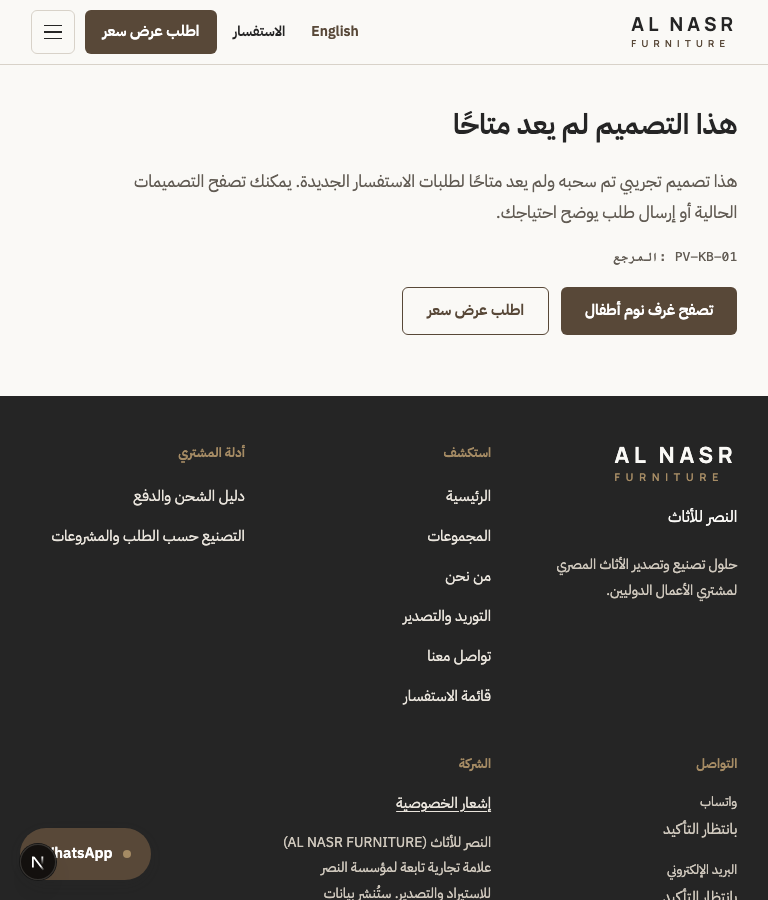 AL NASR
FURNITURE
English
الاستفسار
اطلب عرض سعر
هذا التصميم لم يعد متاحًا
هذا تصميم تجريبي تم سحبه ولم يعد متاحًا لطلبات الاستفسار الجديدة. يمكنك تصفح التصميمات
الحالية أو إرسال طلب يوضح احتياجك.
المرجع: PV-KB-01
تصفح غرف نوم أطفال
اطلب عرض سعر
AL NASR
FURNITURE
النصر للأثاث
حلول تصنيع وتصدير الأثاث المصري
لمشتري الأعمال الدوليين.
استكشف
الرئيسية
المجموعات
من نحن
التوريد والتصدير
تواصل معنا
قائمة الاستفسار
أدلة المشتري
دليل الشحن والدفع
التصنيع حسب الطلب والمشروعات
التواصل
واتساب
بانتظار التأكيد
البريد الإلكتروني
بانتظار التأكيد
الشركة
إشعار الخصوصية
النصر للأثاث (AL NASR FURNITURE)
علامة تجارية تابعة لمؤسسة النصر
للاستيراد والتصدير. ستُنشر بيانات
hatsApp
N